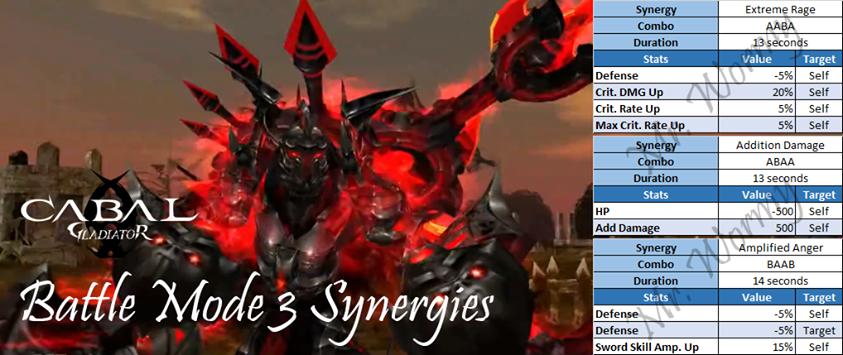 CABAL
GLADIATOR
Battle Mode 3 Synergies
Synergy Extreme Rage
Combo AABA
Duration 13 seconds
Stats Value Target
Defense -5% Self
Crit. DMG Up 20% Self
Crit. Rate Up 5% Self
Max Crit. Rate Up 5% Self
Synergy Addition Damage
Combo ABAA
Duration 13 seconds
Stats Value Target
HP -500 Self
Add Damage 500 Self
Synergy Amplified Anger
Combo BAAB
Duration 14 seconds
Stats Value Target
Defense -5% Self
Defense -5% Target
Sword Skill Amp. Up 15% Self
Mr. Wormy
Mr. Wormy